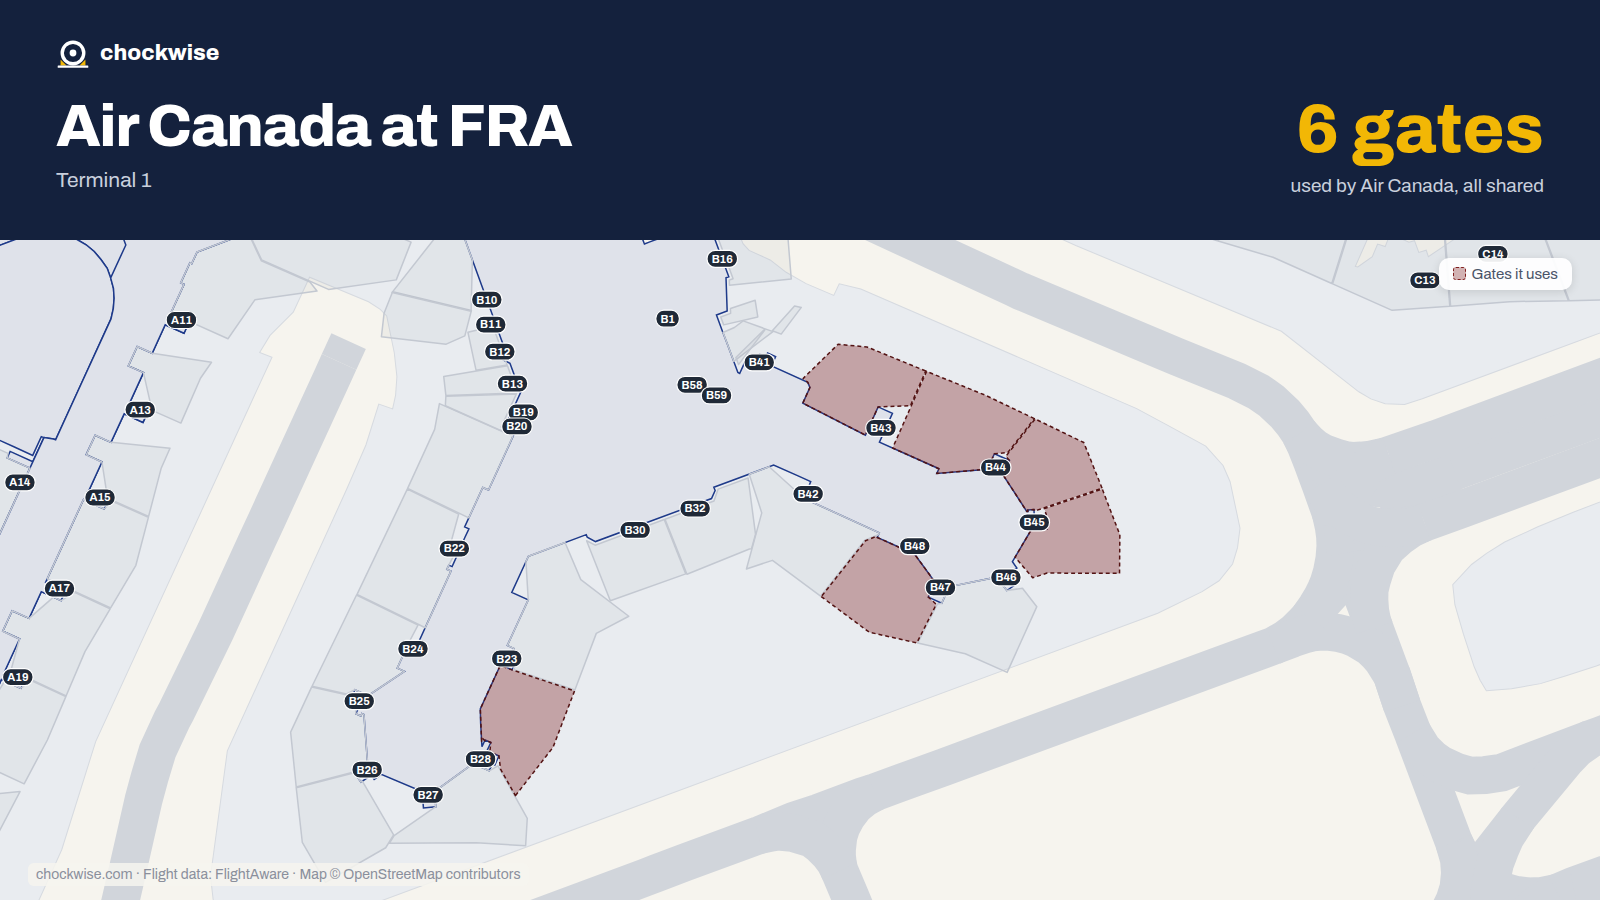 chockwise
Air Canada at FRA
Terminal 1
6 gates
used by Air Canada, all shared
C14
Gates it uses
C13
B16
B10
B1
A11
B11
B12
B41
B13
B58
B59
A13
B19
B20
B43
B44
A14
B42
A15
B32
B45
B30
B22
B48
B46
A17
B47
B24
B23
A19
B25
B28
B26
B27
chockwise.com · Flight data: FlightAware · Map © OpenStreetMap contributors